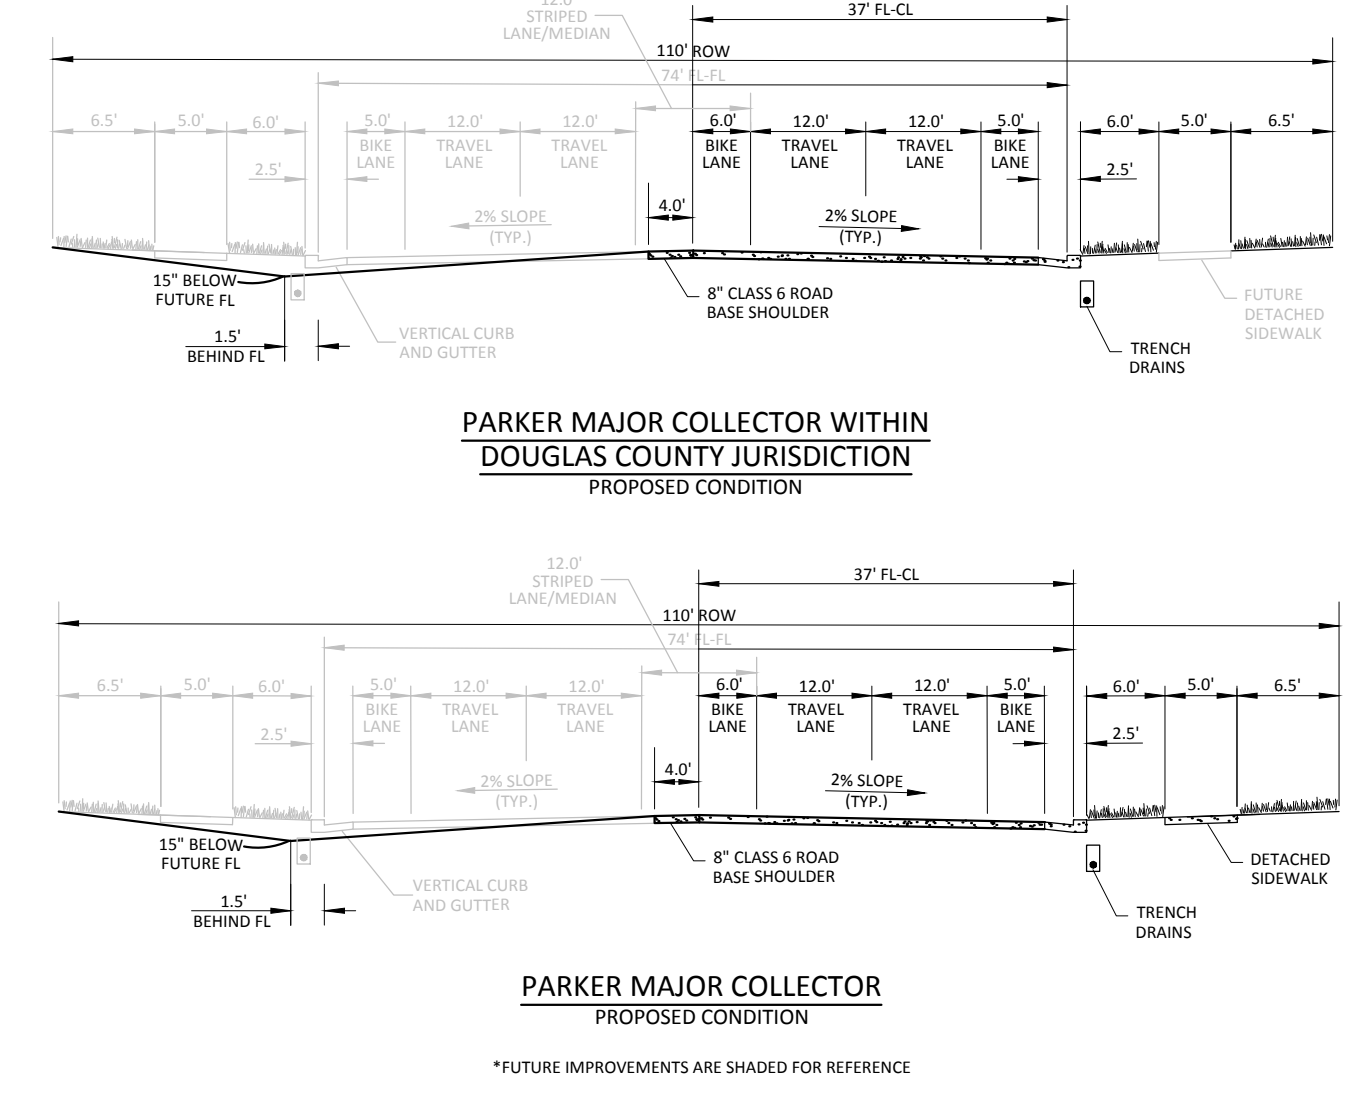 12.0'
STRIPED
LANE/MEDIAN
37' FL-CL
110' ROW
74' FL-FL
6.5'
5.0'
6.0'
5.0'
12.0'
12.0'
6.0'
12.0'
12.0'
5.0'
6.0'
5.0'
6.5'
BIKE
LANE
TRAVEL
LANE
TRAVEL
LANE
BIKE
LANE
TRAVEL
LANE
TRAVEL
LANE
BIKE
LANE
2.5'
2.5'
4.0'
2% SLOPE
(TYP.)
2% SLOPE
(TYP.)
15" BELOW
FUTURE FL
8" CLASS 6 ROAD
BASE SHOULDER
FUTURE
DETACHED
SIDEWALK
1.5'
BEHIND FL
VERTICAL CURB
AND GUTTER
TRENCH
DRAINS
PARKER MAJOR COLLECTOR WITHIN
DOUGLAS COUNTY JURISDICTION
PROPOSED CONDITION
12.0'
STRIPED
LANE/MEDIAN
37' FL-CL
110' ROW
74' FL-FL
6.5'
5.0'
6.0'
5.0'
12.0'
12.0'
6.0'
12.0'
12.0'
5.0'
6.0'
5.0'
6.5'
BIKE
LANE
TRAVEL
LANE
TRAVEL
LANE
BIKE
LANE
TRAVEL
LANE
TRAVEL
LANE
BIKE
LANE
2.5'
2.5'
4.0'
2% SLOPE
(TYP.)
2% SLOPE
(TYP.)
15" BELOW
FUTURE FL
8" CLASS 6 ROAD
BASE SHOULDER
DETACHED
SIDEWALK
1.5'
BEHIND FL
VERTICAL CURB
AND GUTTER
TRENCH
DRAINS
PARKER MAJOR COLLECTOR
PROPOSED CONDITION
*FUTURE IMPROVEMENTS ARE SHADED FOR REFERENCE